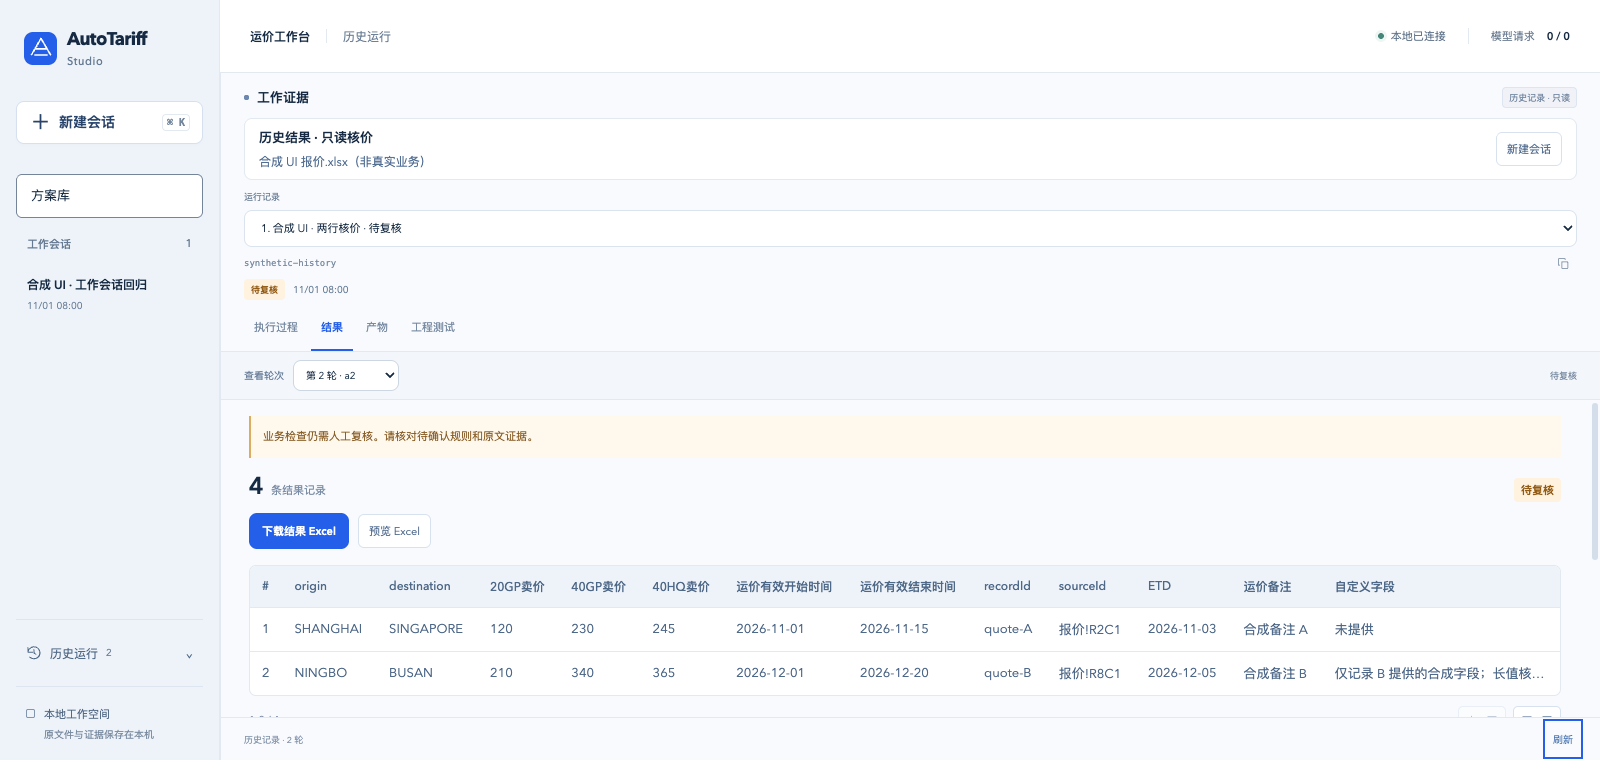 AutoTariff
Studio
新建会话
⌘ K
方案库
工作会话 1
合成 UI · 工作会话回归
11/01 08:00
历史运行 2
本地工作空间
原文件与证据保存在本机
运价工作台 历史运行
本地已连接 模型请求 0 / 0
工作证据
历史记录 · 只读
历史结果 · 只读核价
合成 UI 报价.xlsx（非真实业务）
新建会话
运行记录
1. 合成 UI · 两行核价 · 待复核
synthetic-history
待复核 11/01 08:00
执行过程 结果 产物 工程测试
查看轮次 第 2 轮 · a2 待复核
业务检查仍需人工复核。请核对待确认规则和原文证据。
4 条结果记录 待复核
下载结果 Excel 预览 Excel
# origin destination 20GP卖价 40GP卖价 40HQ卖价 运价有效开始时间 运价有效结束时间 recordId sourceId ETD 运价备注 自定义字段
1 SHANGHAI SINGAPORE 120 230 245 2026-11-01 2026-11-15 quote-A 报价!R2C1 2026-11-03 合成备注 A 未提供
2 NINGBO BUSAN 210 340 365 2026-12-01 2026-12-20 quote-B 报价!R8C1 2026-12-05 合成备注 B 仅记录 B 提供的合成字段；长值核…
历史记录 · 2 轮 刷新